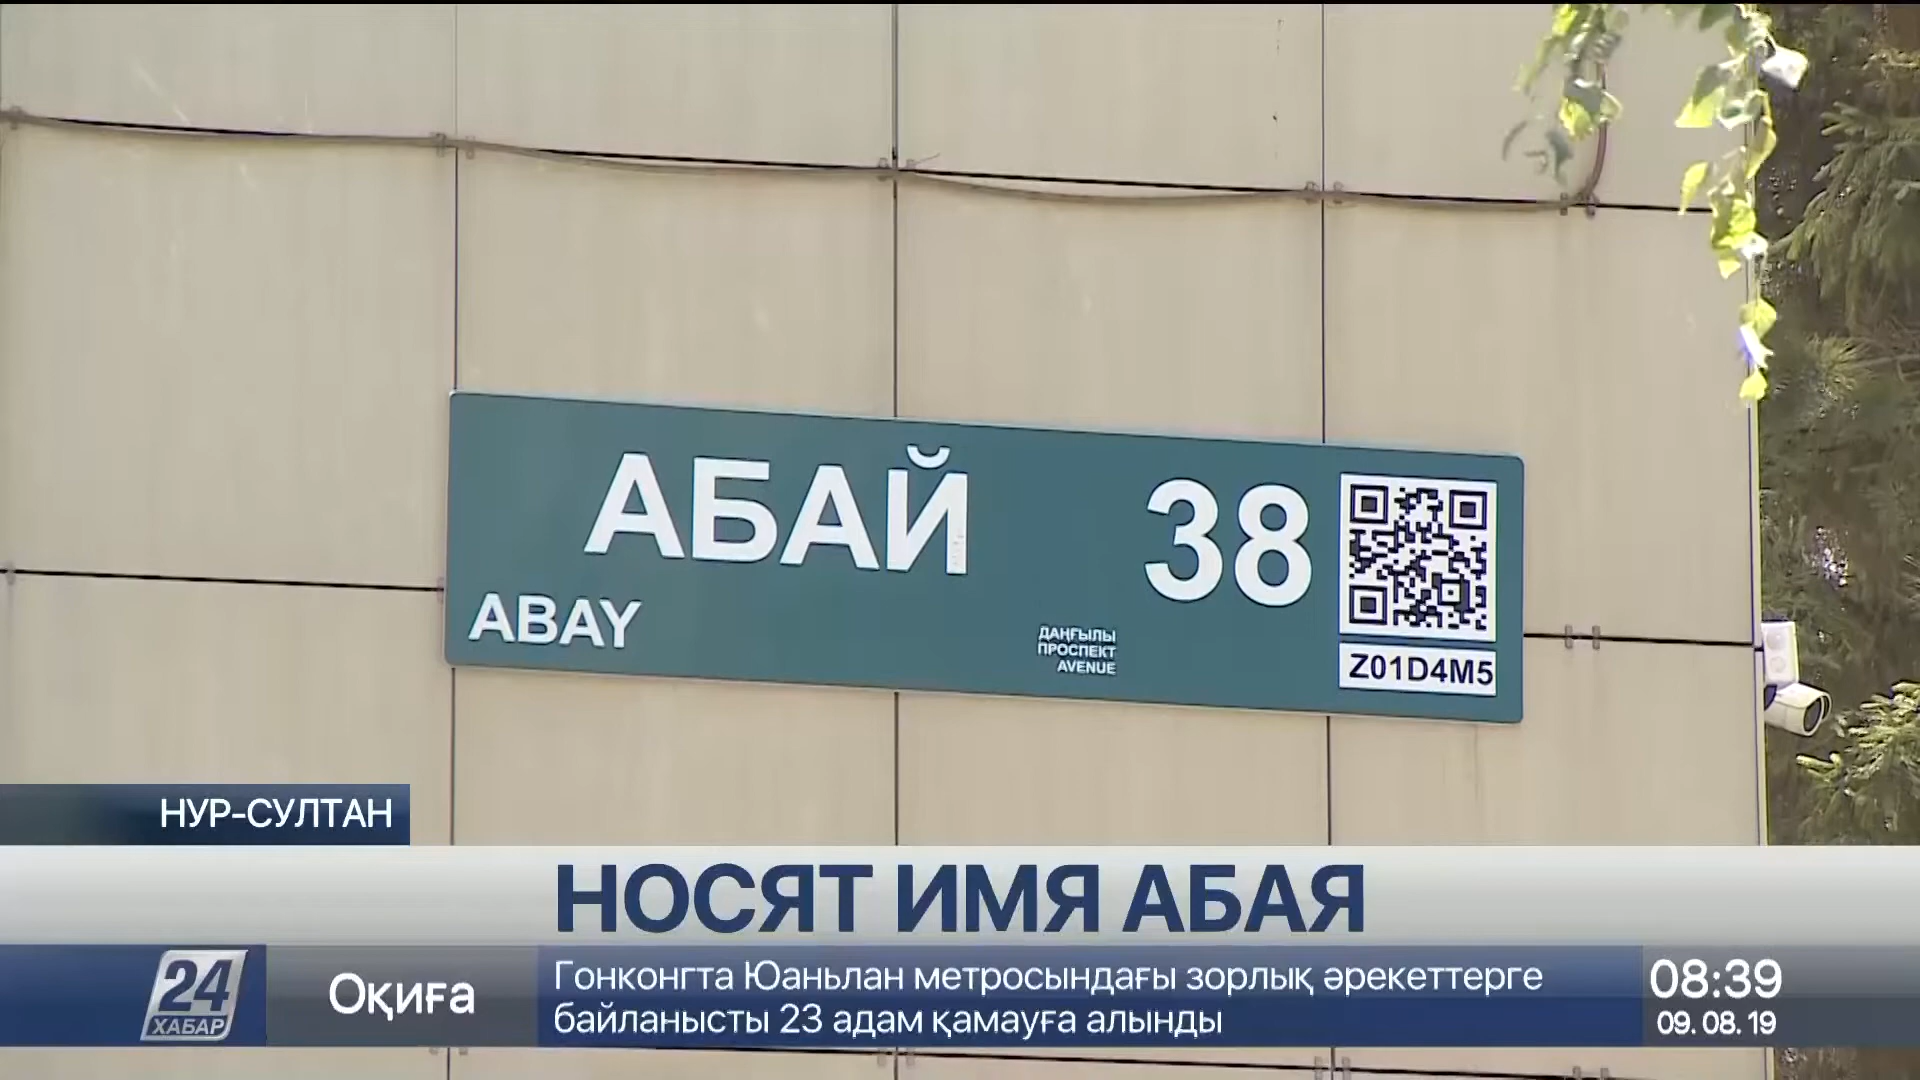 АБАЙ 38
ABAY
ДАҢҒЫЛЫ
ПРОСПЕКТ
AVENUE
Z01D4M5
НУР-СУЛТАН
НОСЯТ ИМЯ АБАЯ
24
ХАБАР
Оқиға
Гонконгта Юаньлан метросындағы зорлық әрекеттерге
байланысты 23 адам қамауға алынды
08:39
09. 08. 19